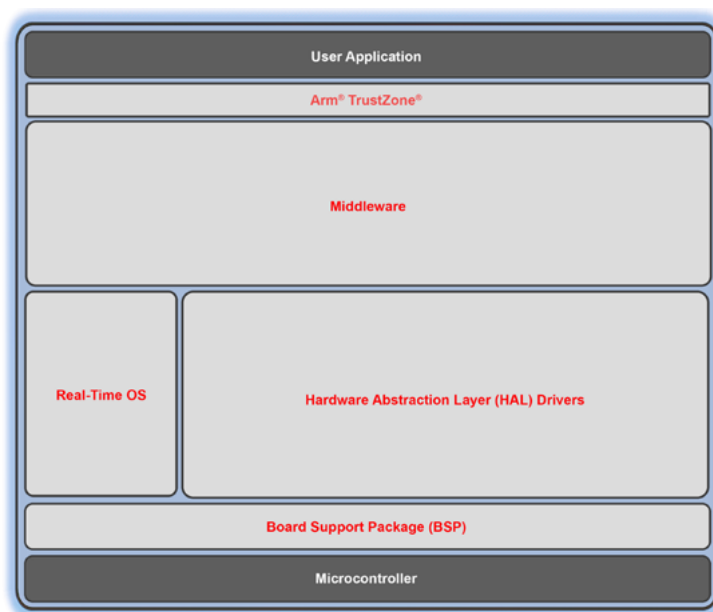 User Application
Arm® TrustZone®
Middleware
Real-Time OS
Hardware Abstraction Layer (HAL) Drivers
Board Support Package (BSP)
Microcontroller